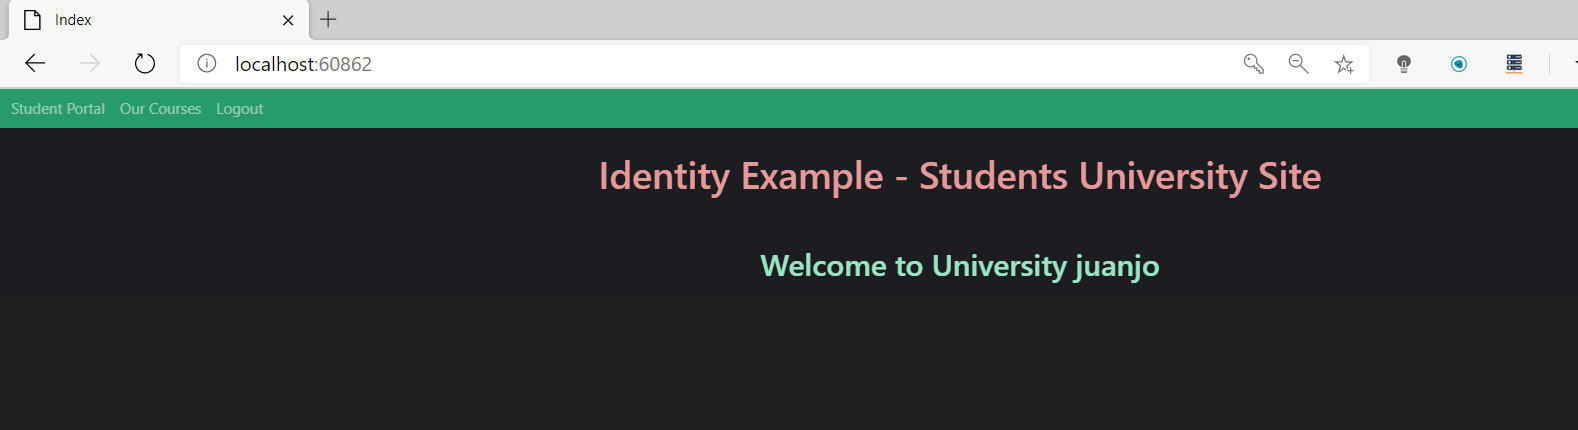 Index
localhost:60862
Student Portal Our Courses Logout
Identity Example - Students University Site
Welcome to University juanjo